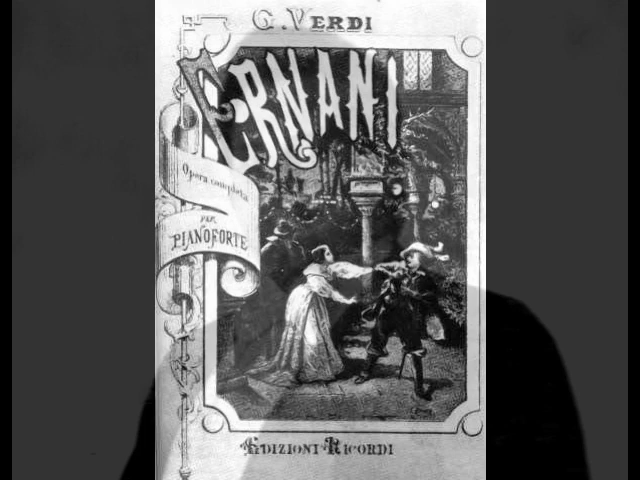 G. VERDI
ERNANI
Opera completa
PER
PIANOFORTE
EDIZIONI RICORDI